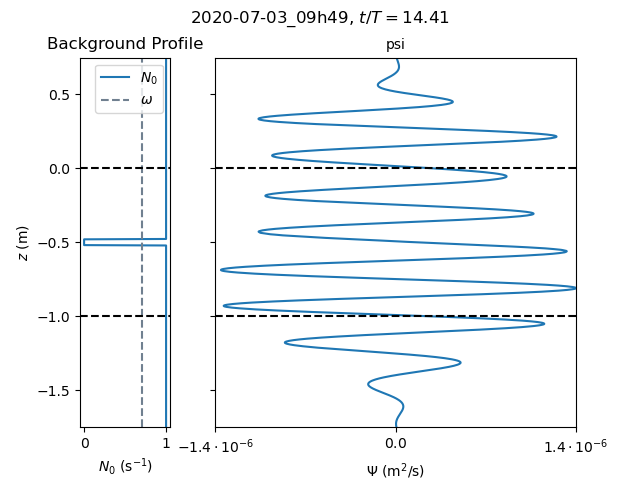 2020-07-03_09h49, t/T = 14.41
Background Profile
psi
N₀
ω
0.5
0.0
−0.5
−1.0
−1.5
z (m)
0
1
N₀ (s⁻¹)
−1.4 · 10⁻⁶
0.0
1.4 · 10⁻⁶
Ψ (m²/s)